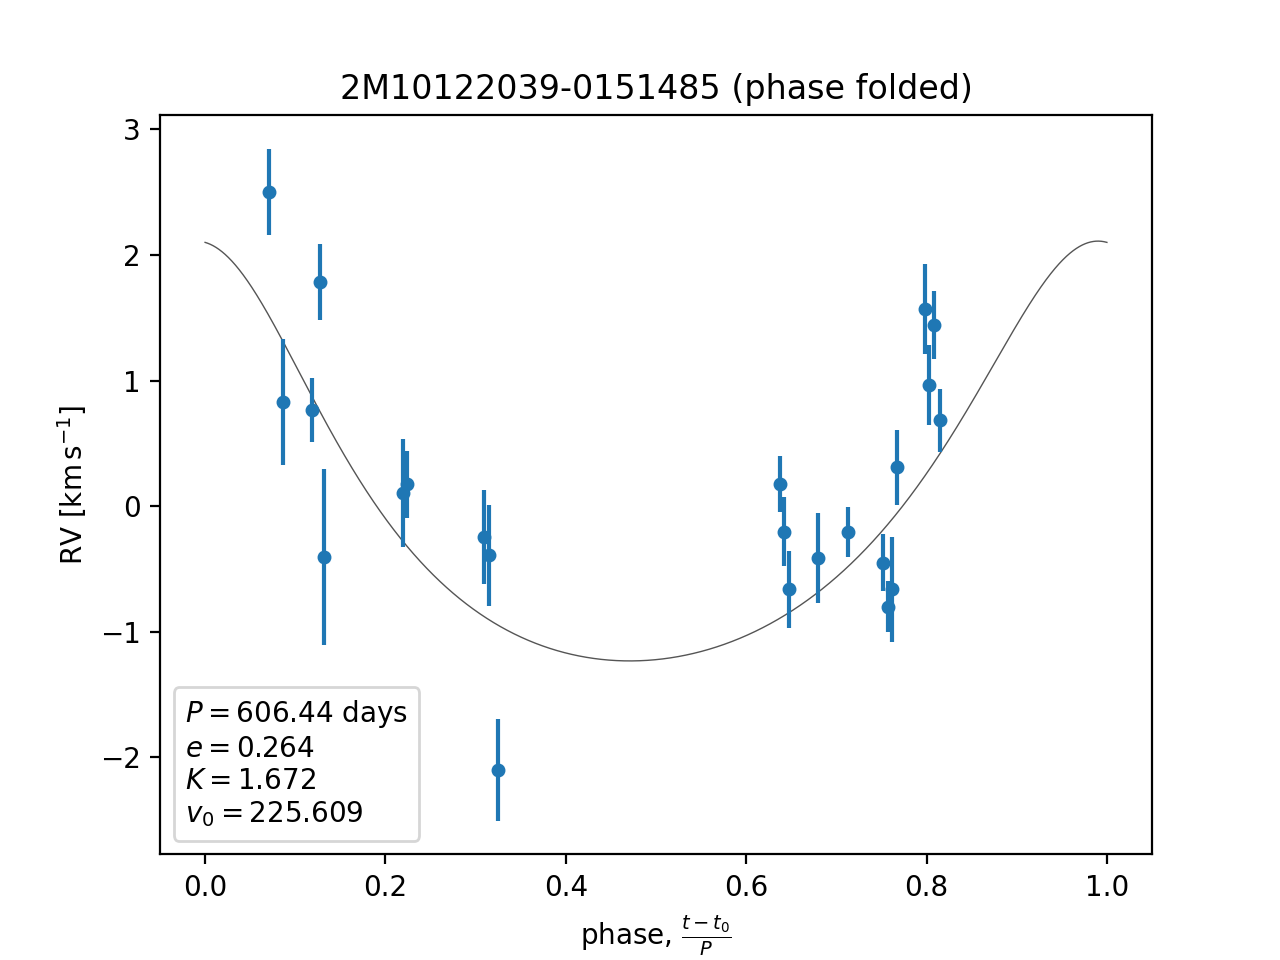 2M10122039-0151485 (phase folded)
3
2
1
0
−1
−2
RV [km s⁻¹]
P = 606.44 days
e = 0.264
K = 1.672
v₀ = 225.609
0.0 0.2 0.4 0.6 0.8 1.0
phase, (t − t₀)/P